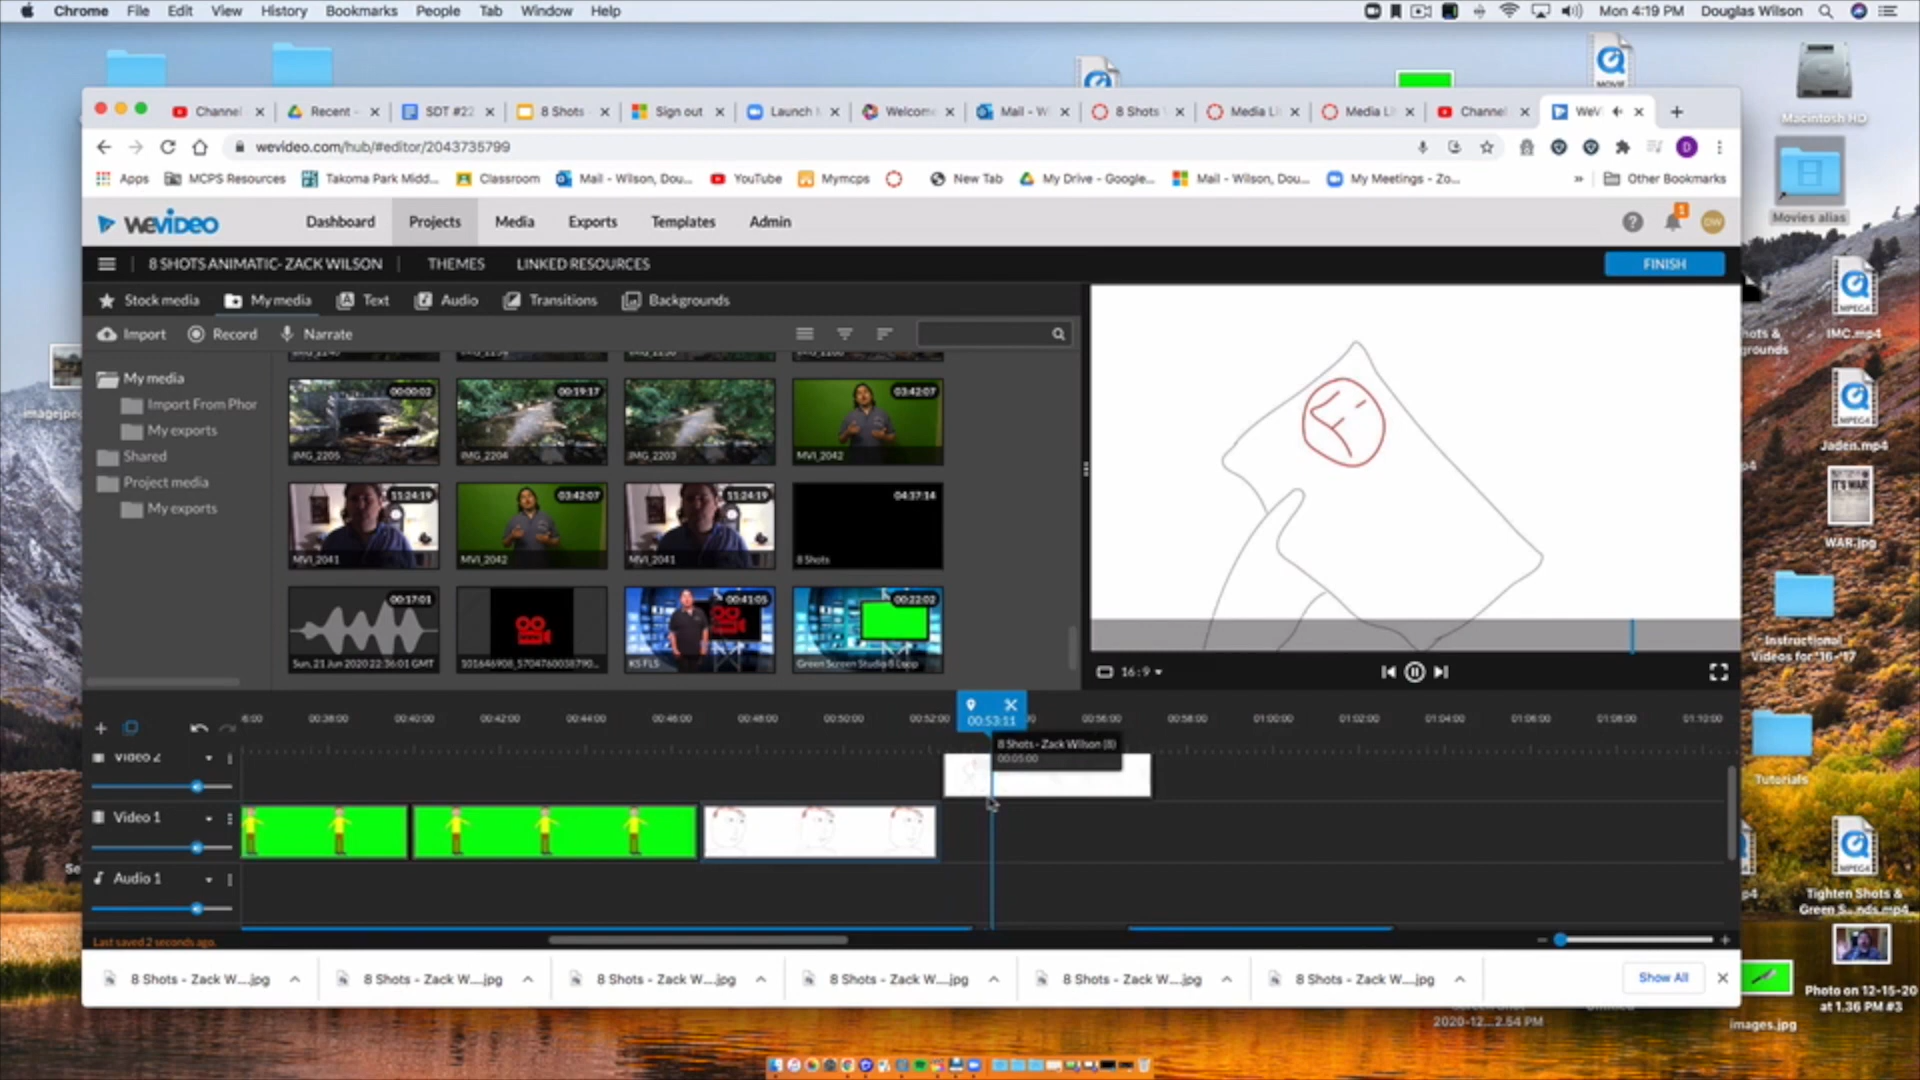 Chrome File Edit View History Bookmarks People Tab Window Help Mon 4:19 PM Douglas Wilson
Channel Recent - SDT #22 8 Shots Sign out Launch Welcome Mail - W 8 Shots Media Li Media Li Channel WeVi
wevideo.com/hub/#editor/2043735799 D
Apps MCPS Resources Takoma Park Midd... Classroom Mail - Wilson, Dou... YouTube Mymcps New Tab My Drive - Google... Mail - Wilson, Dou... My Meetings - Zo... » Other Bookmarks
WEVIDEO Dashboard Projects Media Exports Templates Admin ? 1 DW
8 SHOTS ANIMATIC- ZACK WILSON THEMES LINKED RESOURCES FINISH
Stock media My media Text Audio Transitions Backgrounds
Import Record Narrate
My media
Import From Phor
My exports
Shared
Project media
My exports
00:00:02 00:19:17 03:42:07
IMG_2205 IMG_2204 IMG_2203 MVI_2042
11:24:19 03:42:07 11:24:19 04:37:14
MVI_2041 MVI_2042 MVI_2041 8 Shots
00:17:01 00:41:05 00:22:02
Sun, 21 Jun 2020 22:36:01 GMT 101646908_5704760038790... KS FLS Green Screen Studio 8 Loop
16:9
6:00 00:38:00 00:40:00 00:42:00 00:44:00 00:46:00 00:48:00 00:50:00 00:52:00 00:53:11 00:56:00 00:58:00 01:00:00 01:02:00 01:04:00 01:06:00 01:08:00 01:10:00
8 Shots - Zack Wilson (8)
00:05:00
Video 2
Video 1
Audio 1
Last saved 2 seconds ago.
8 Shots - Zack W....jpg 8 Shots - Zack W....jpg 8 Shots - Zack W....jpg 8 Shots - Zack W....jpg 8 Shots - Zack W....jpg 8 Shots - Zack W....jpg Show All
MOVIE
Macintosh HD
Movies alias
MPEG4
IMC.mp4
MPEG4
Jaden.mp4
IT'S WAR
WAR.jpg
Instructional
Videos for '16-'17
Tutorials
MPEG4
Tighten Shots &
Green S...nds.mp4
Photo on 12-15-20
at 1.36 PM #3
images.jpg
2020-12...2.54 PM